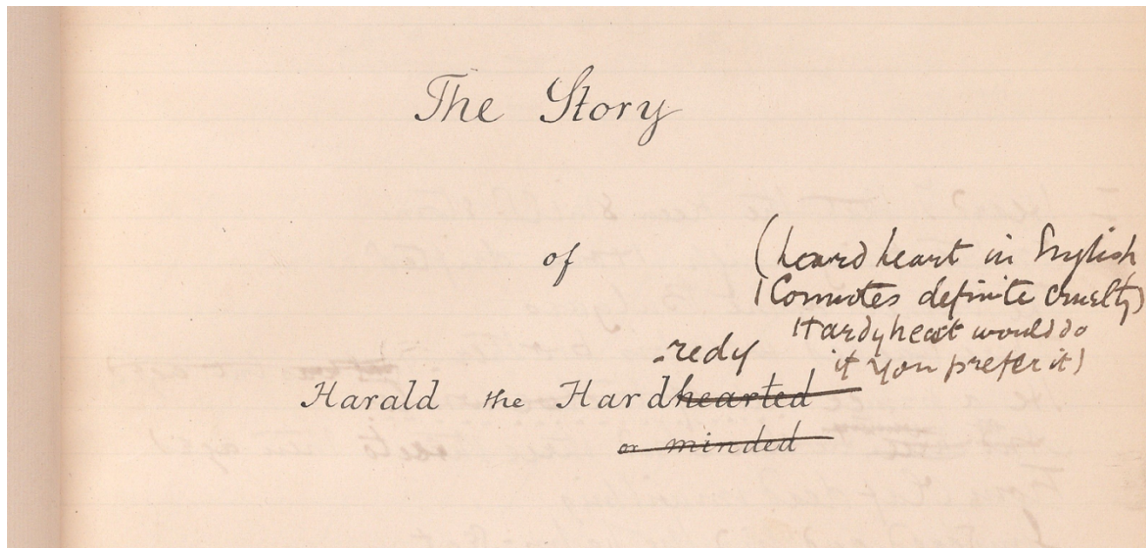 The Story
of
(hard heart in English
Connotes definite cruelty)
Hardyheart would do
if you prefer it)
-redy
Harald the Hardhearted
or minded